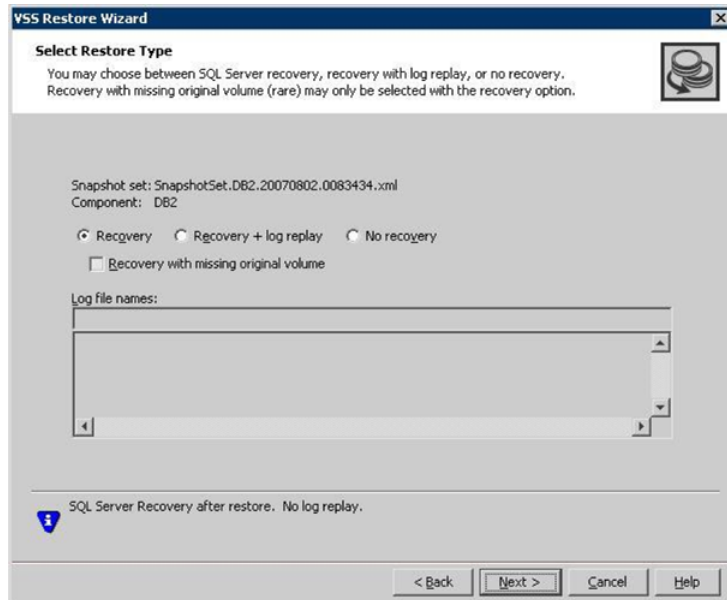 VSS Restore Wizard
Select Restore Type
You may choose between SQL Server recovery, recovery with log replay, or no recovery.
Recovery with missing original volume (rare) may only be selected with the recovery option.
Snapshot set: SnapshotSet.DB2.20070802.0083434.xml
Component: DB2
Recovery Recovery + log replay No recovery
Recovery with missing original volume
Log file names:
SQL Server Recovery after restore. No log replay.
< Back Next > Cancel Help